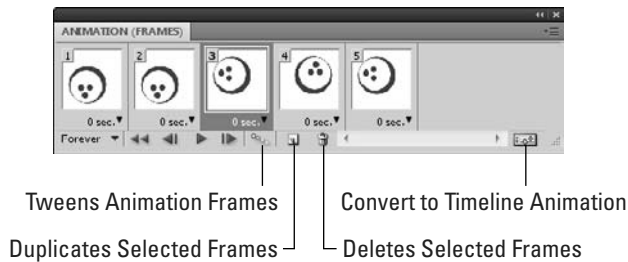 ANIMATION (FRAMES)
1 2 3 4 5
0 sec. 0 sec. 0 sec. 0 sec. 0 sec.
Forever
Tweens Animation Frames Convert to Timeline Animation
Duplicates Selected Frames Deletes Selected Frames